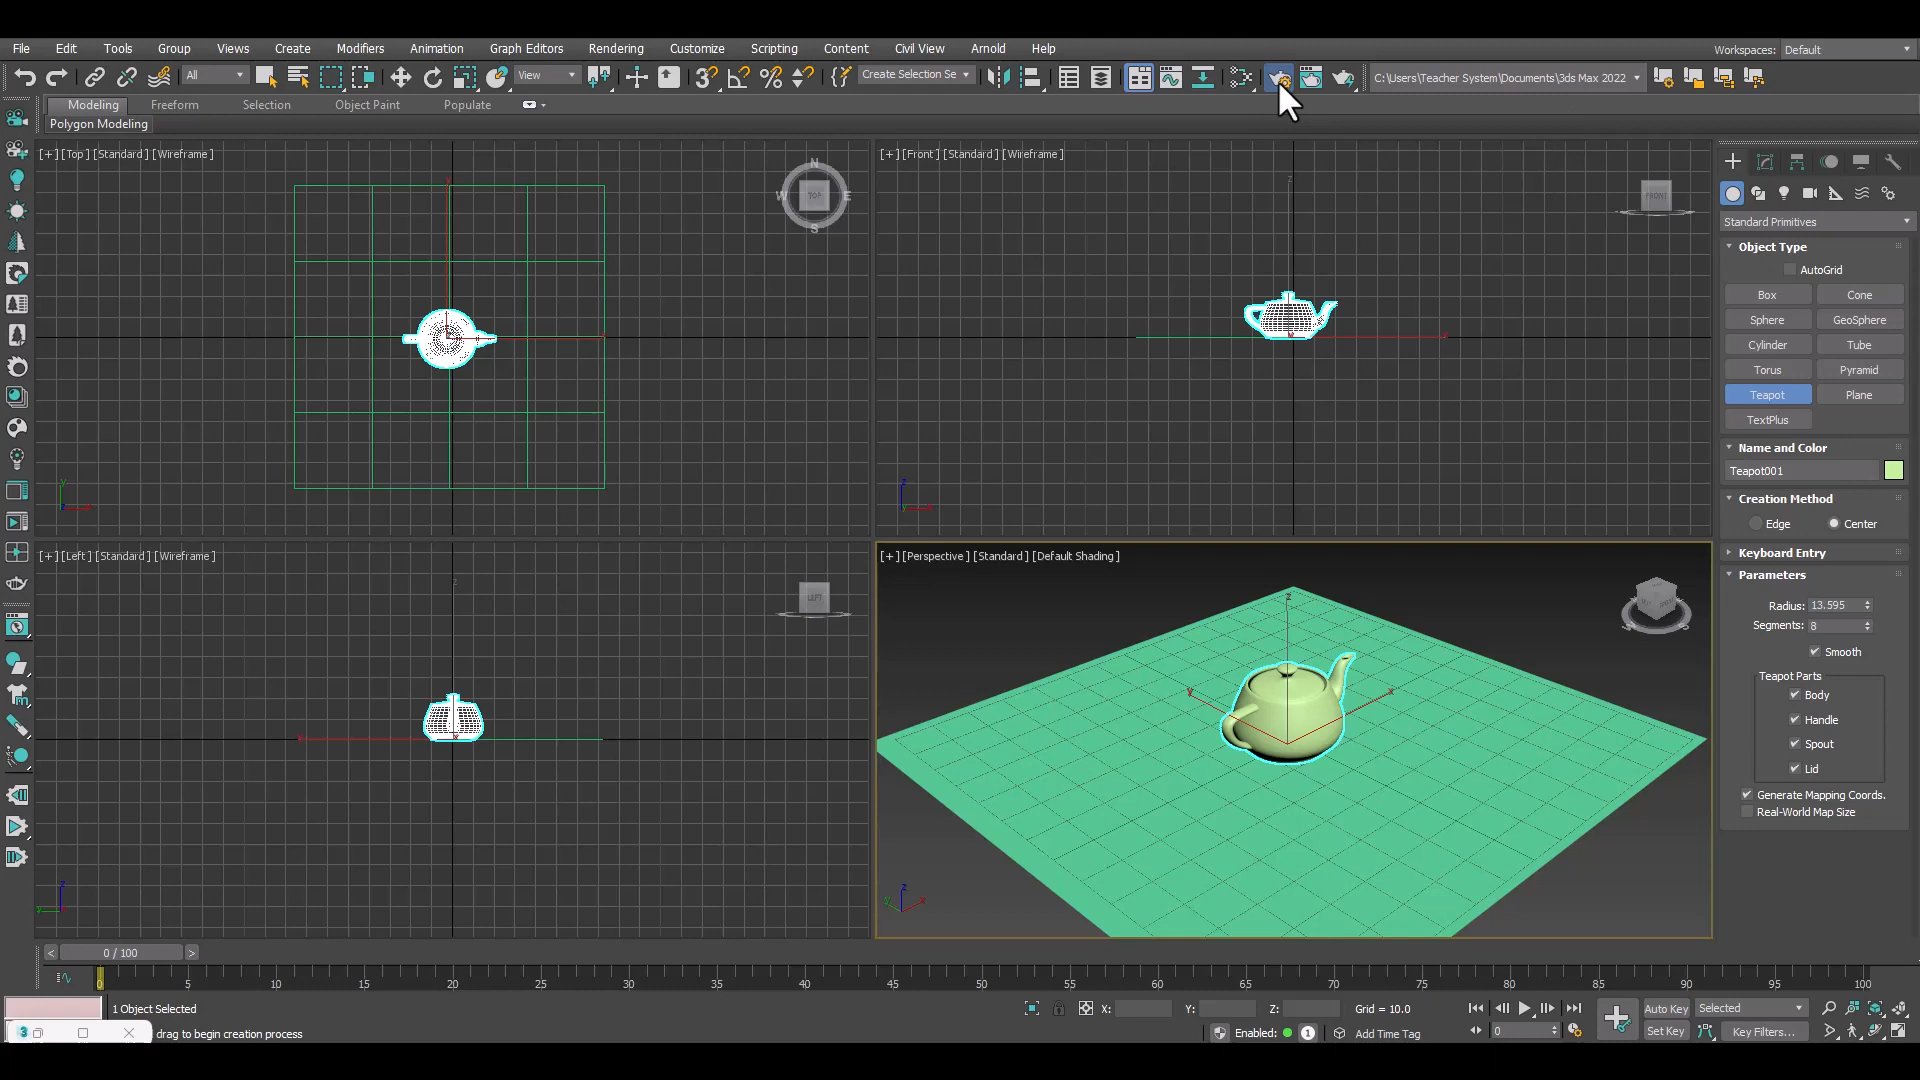 File Edit Tools Group Views Create Modifiers Animation Graph Editors Rendering Customize Scripting Content Civil View Arnold Help Workspaces: Default
All View Create Selection Se C:\Users\Teacher System\Documents\3ds Max 2022
Modeling Freeform Selection Object Paint Populate
Polygon Modeling
[+] [Top] [Standard] [Wireframe]
N
W TOP E
S
[+] [Front] [Standard] [Wireframe]
FRONT
[+] [Left] [Standard] [Wireframe]
LEFT
[+] [Perspective] [Standard] [Default Shading]
Standard Primitives
Object Type
AutoGrid
Box Cone
Sphere GeoSphere
Cylinder Tube
Torus Pyramid
Teapot Plane
TextPlus
Name and Color
Teapot001
Creation Method
Edge Center
Keyboard Entry
Parameters
Radius: 13.595
Segments: 8
Smooth
Teapot Parts
Body
Handle
Spout
Lid
Generate Mapping Coords.
Real-World Map Size
< 0 / 100 >
0 5 10 15 20 25 30 35 40 45 50 55 60 65 70 75 80 85 90 95 100
1 Object Selected X: Y: Z: Grid = 10.0 Auto Key Selected
drag to begin creation process Enabled: 1 Add Time Tag 0 Set Key Key Filters...